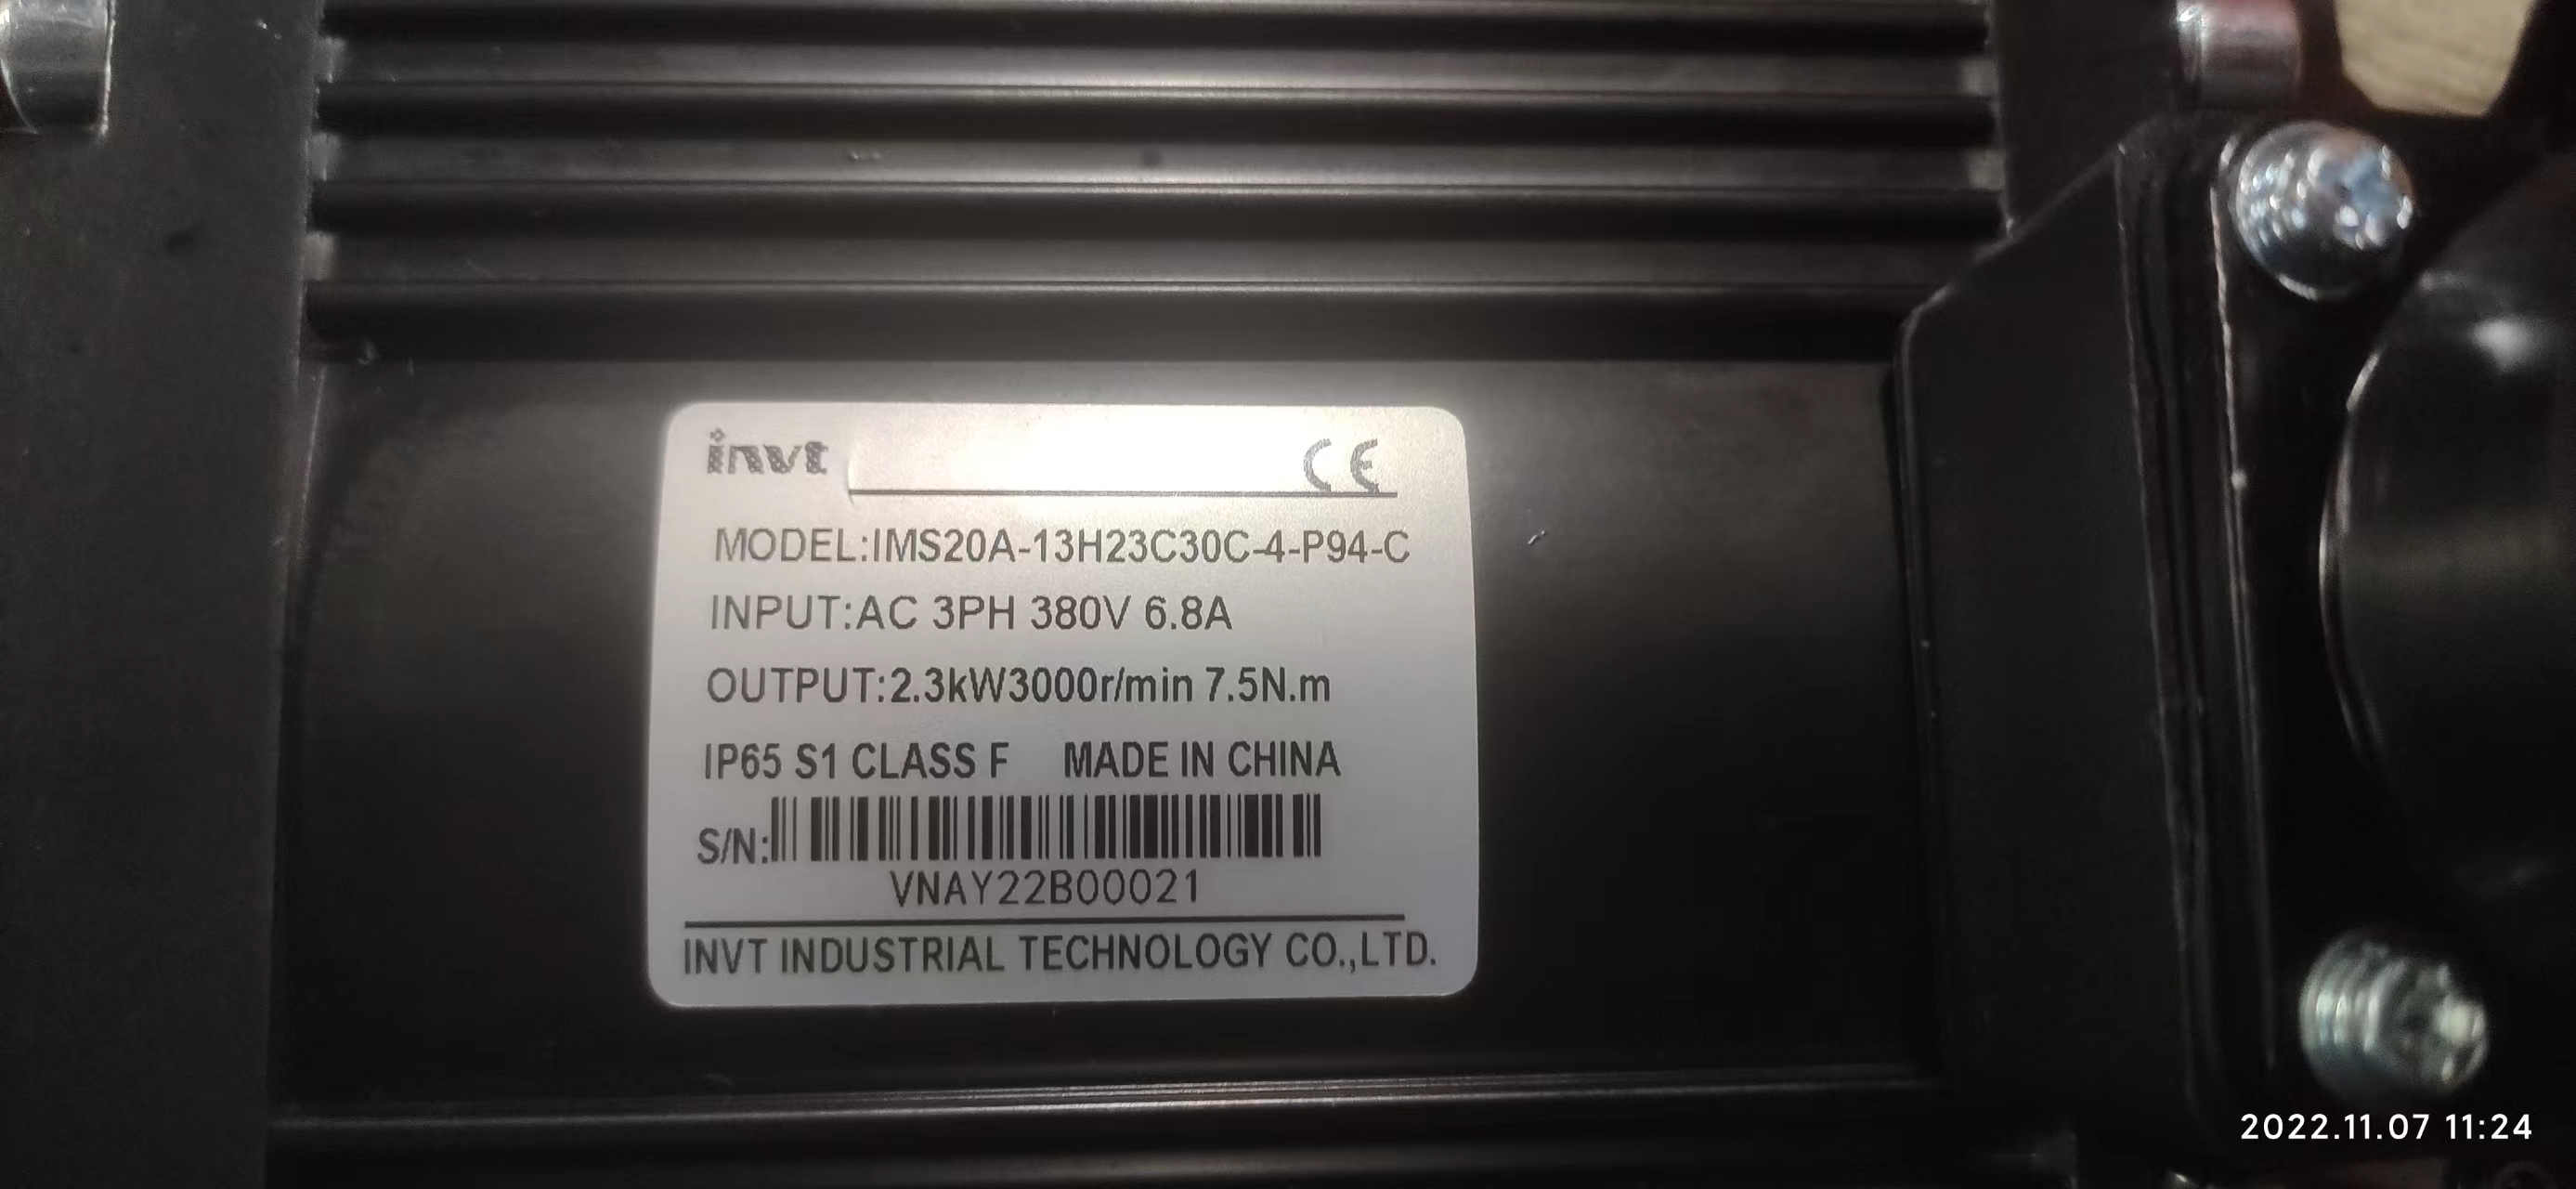 invt CE
MODEL:IMS20A-13H23C30C-4-P94-C
INPUT:AC 3PH 380V 6.8A
OUTPUT:2.3kW3000r/min 7.5N.m
IP65 S1 CLASS F MADE IN CHINA
S/N:
VNAY22B00021
INVT INDUSTRIAL TECHNOLOGY CO.,LTD.
2022.11.07 11:24